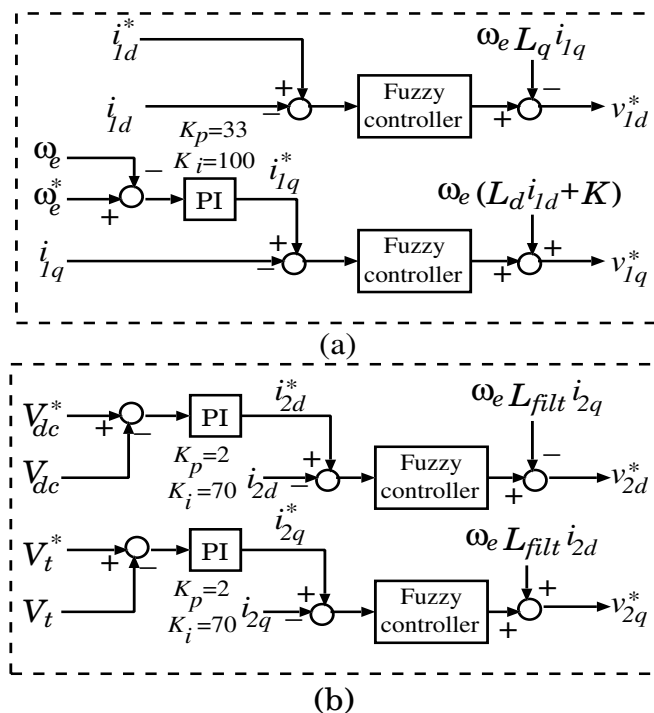 i*1d
ωe Lq i1q
i1d
+
−
Fuzzy controller
+
−
v*1d
Kp=33
Ki=100
ωe
ω*e
−
+
PI
i*1q
ωe (Ld i1d+K)
i1q
+
−
Fuzzy controller
+
+
v*1q
(a)
V*dc
+
−
PI
i*2d
ωe Lfilt i2q
Vdc
Kp=2
Ki=70
i2d
+
−
Fuzzy controller
+
−
v*2d
V*t
+
−
PI
i*2q
ωe Lfilt i2d
Vt
Kp=2
Ki=70
i2q
+
−
Fuzzy controller
+
+
v*2q
(b)